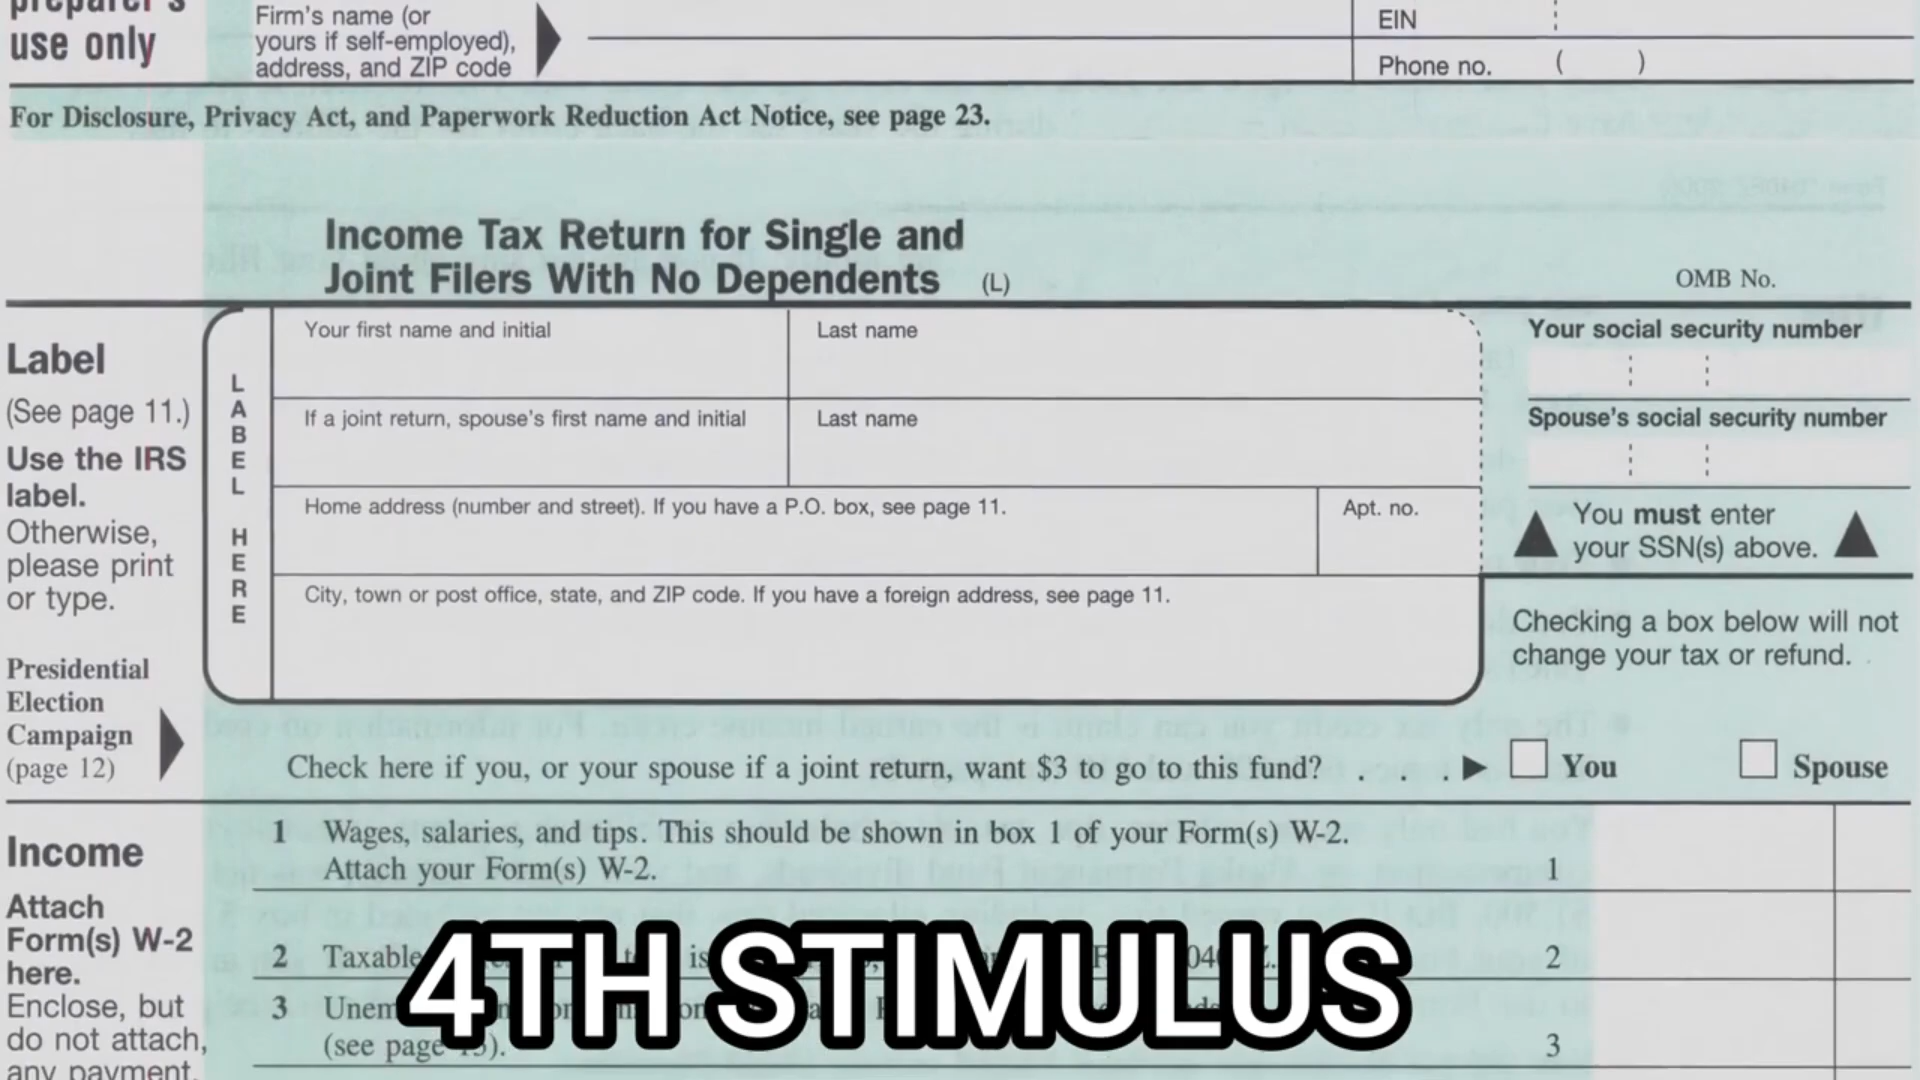 preparer's
use only
Firm's name (or
yours if self-employed),
address, and ZIP code
EIN
Phone no. ( )
For Disclosure, Privacy Act, and Paperwork Reduction Act Notice, see page 23.
Income Tax Return for Single and
Joint Filers With No Dependents (L)
OMB No.
Label
(See page 11.)
Use the IRS
label.
Otherwise,
please print
or type.
LABEL HERE
Your first name and initial Last name
If a joint return, spouse's first name and initial Last name
Home address (number and street). If you have a P.O. box, see page 11. Apt. no.
City, town or post office, state, and ZIP code. If you have a foreign address, see page 11.
Your social security number
Spouse's social security number
You must enter
your SSN(s) above.
Checking a box below will not
change your tax or refund.
Presidential
Election
Campaign
(page 12)
Check here if you, or your spouse if a joint return, want $3 to go to this fund? . . . You Spouse
Income
Attach
Form(s) W-2
here.
Enclose, but
do not attach,
any payment.
1 Wages, salaries, and tips. This should be shown in box 1 of your Form(s) W-2.
Attach your Form(s) W-2. 1
2 Taxable 2
3 3
(see page
4TH STIMULUS